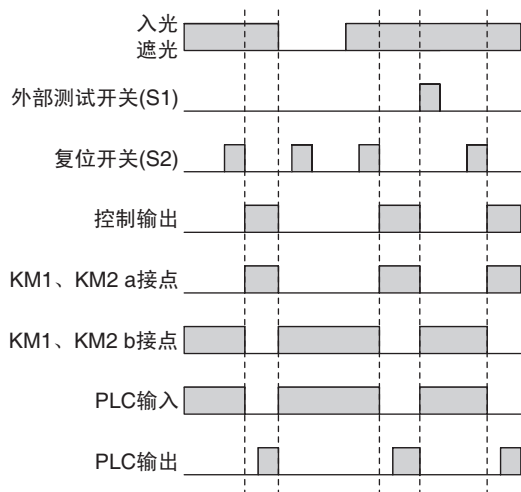 入光
遮光
外部测试开关(S1)
复位开关(S2)
控制输出
KM1、KM2 a接点
KM1、KM2 b接点
PLC输入
PLC输出